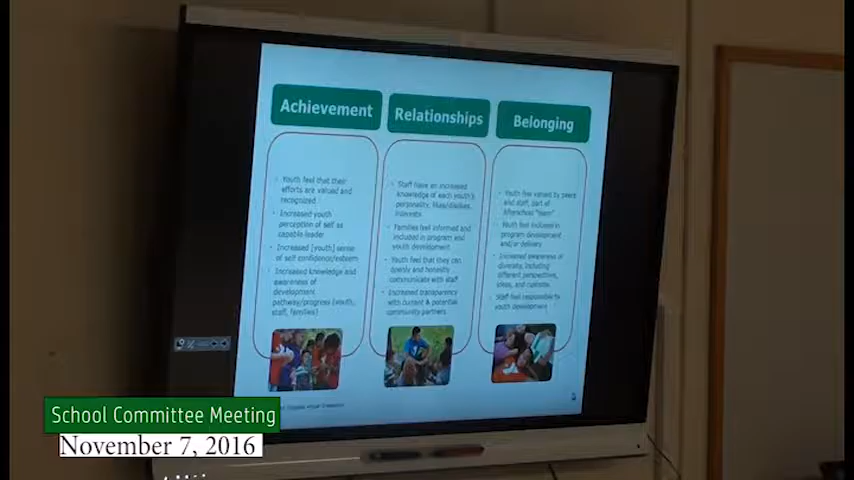 Achievement
Relationships
Belonging
Youth feel that their
efforts are valued and
recognized
Increased youth
perception of self as
capable leader
Increased [youth] sense
of self confidence/esteem
Increased knowledge and
awareness of
development
pathway/progress (youth,
staff, families)
Staff have an increased
knowledge of each youth's
personality, likes/dislikes,
interests
Families feel informed and
included in program and
youth development
Youth feel that they can
openly and honestly
communicate with staff
Increased transparency
with current & potential
community partners
Youth feel valued by peers
and staff, part of
Afterschool "team"
Youth feel included in
program development
and/or delivery
Increased awareness of
diversity, including
different perspectives,
ideas, and customs
Staff feel responsible to
youth development
School Committee Meeting
November 7, 2016